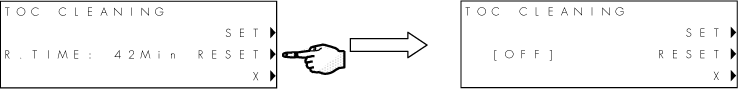 TOC CLEANING
SET
R.TIME: 42Min RESET
X
TOC CLEANING
SET
[OFF] RESET
X